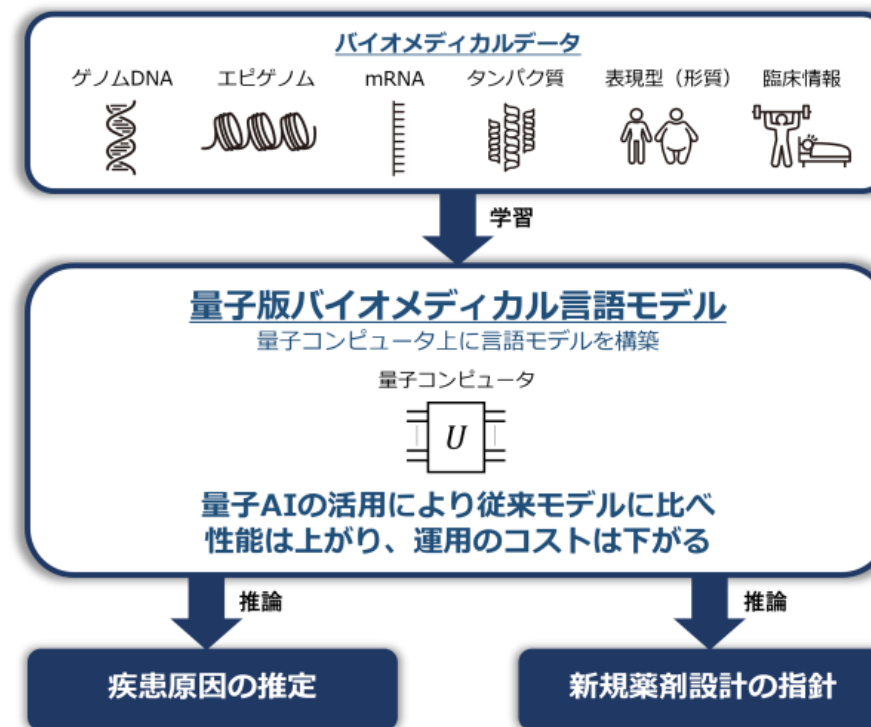 バイオメディカルデータ
ゲノムDNA エピゲノム mRNA タンパク質 表現型（形質） 臨床情報
学習
量子版バイオメディカル言語モデル
量子コンピュータ上に言語モデルを構築
量子コンピュータ
U
量子AIの活用により従来モデルに比べ
性能は上がり、運用のコストは下がる
推論 推論
疾患原因の推定 新規薬剤設計の指針